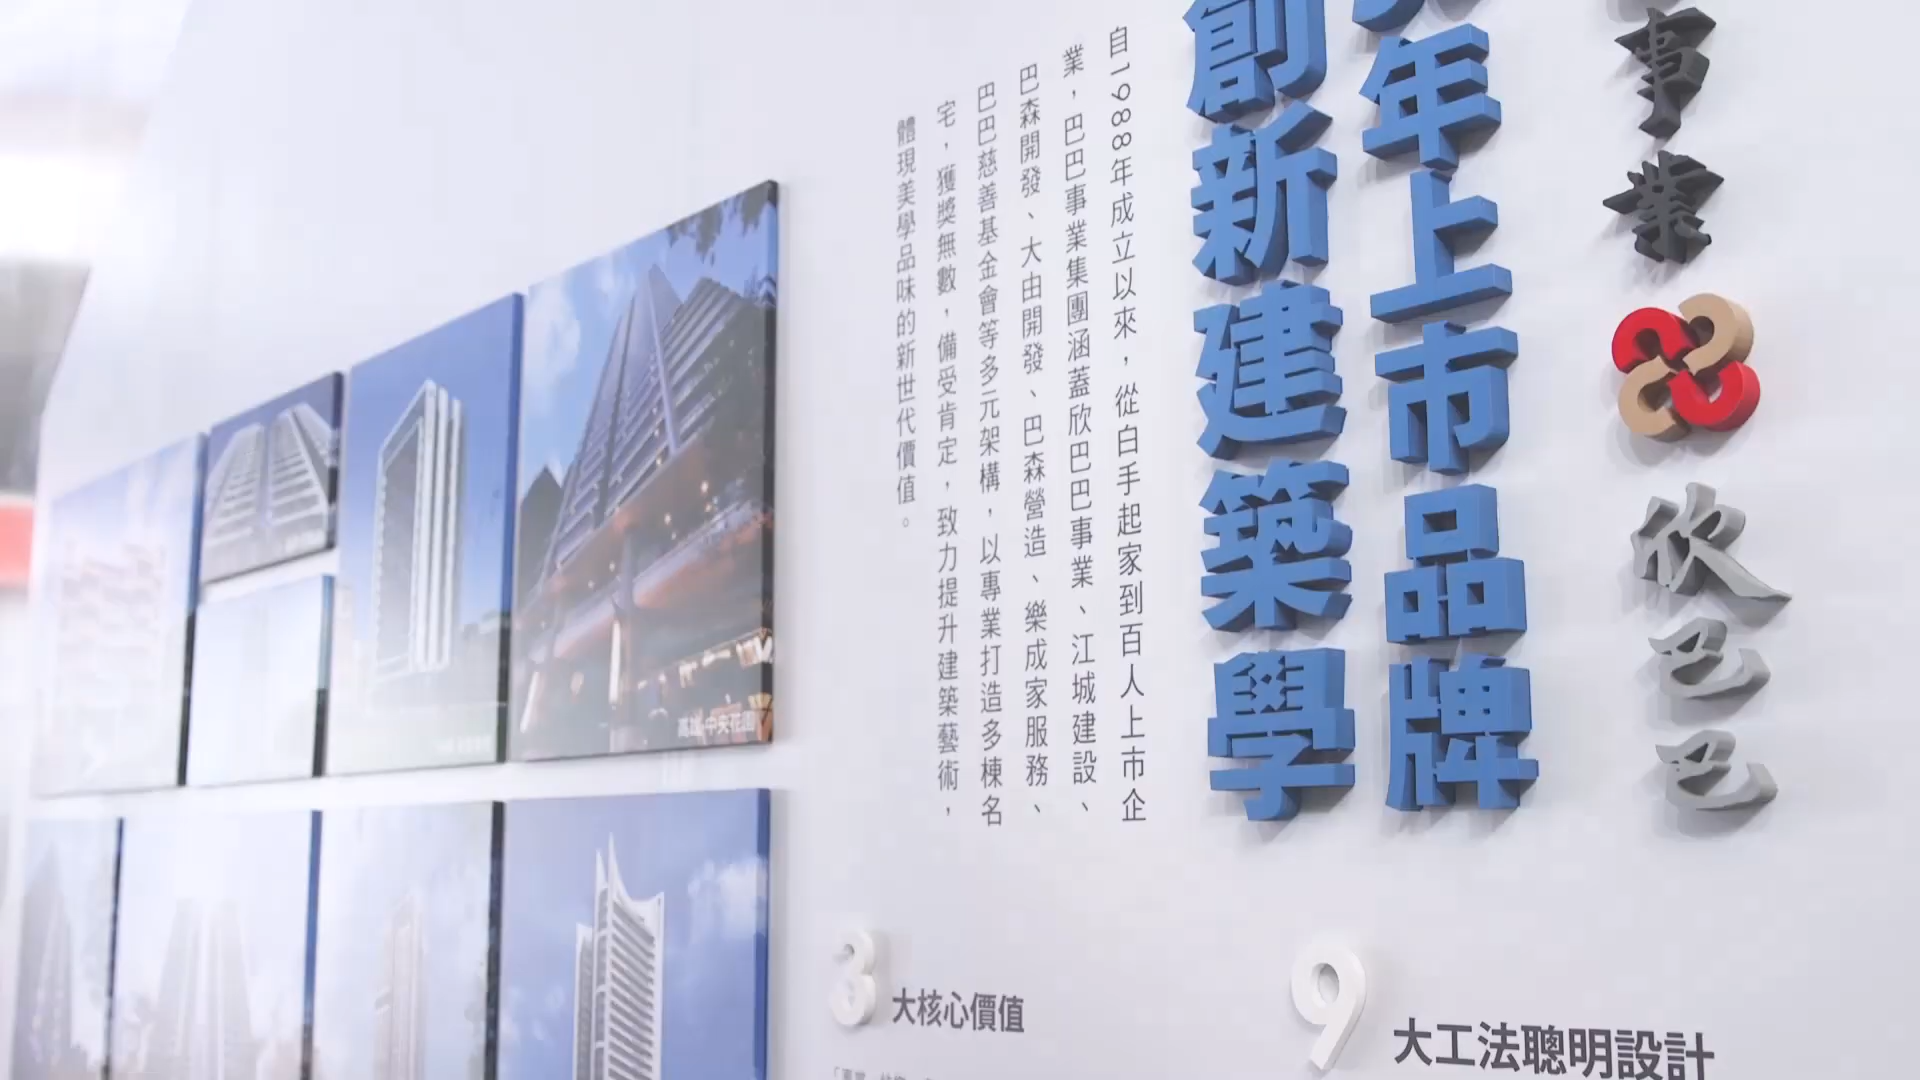 事業
欣巴巴
年上市品牌
創新建築學
自1988年成立以來，從白手起家到百人上市企
業，巴巴事業集團涵蓋欣巴巴事業、江城建設、
巴森開發、大由開發、巴森營造、樂成家服務、
巴巴慈善基金會等多元架構，以專業打造多棟名
宅，獲獎無數，備受肯定，致力提升建築藝術，
體現美學品味的新世代價值。
高雄 中央花園
3大核心價值
9大工法聰明設計